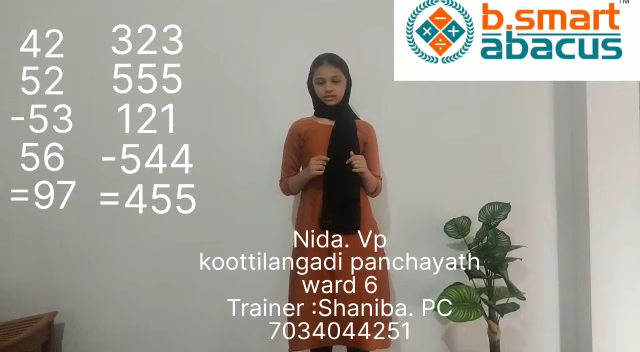 42
52
-53
56
=97
323
555
121
-544
=455
b.smart
abacus
TM
Nida. Vp
koottilangadi panchayath
ward 6
Trainer :Shaniba. PC
7034044251